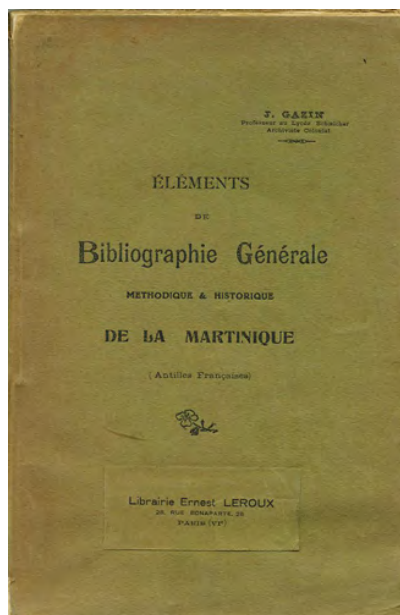 J. GAZIN
Professeur au Lycée Schœlcher
Archiviste Colonial
ÉLÉMENTS
DE
Bibliographie Générale
METHODIQUE & HISTORIQUE
DE LA MARTINIQUE
(Antilles Françaises)
Librairie Ernest LEROUX
28, RUE BONAPARTE, 28
PARIS (VIe)